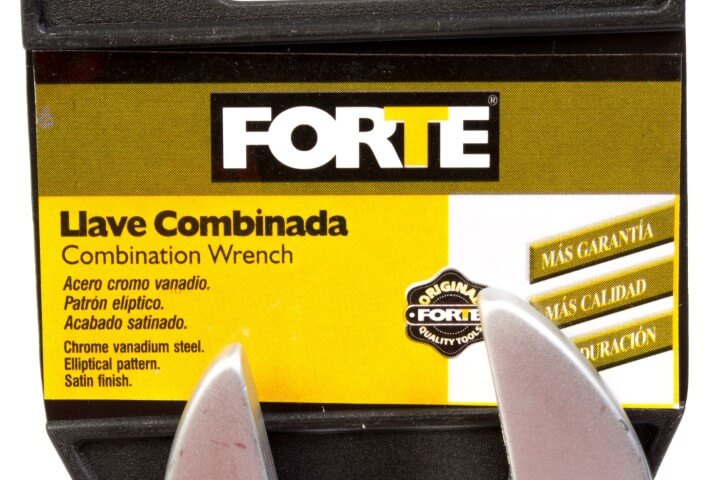 FORTE®
Llave Combinada
Combination Wrench
Acero cromo vanadio.
Patrón elíptico.
Acabado satinado.
Chrome vanadium steel.
Elliptical pattern.
Satin finish.
ORIGINAL
FORTE
QUALITY TOOLS
MÁS GARANTÍA
MÁS CALIDAD
DURACIÓN